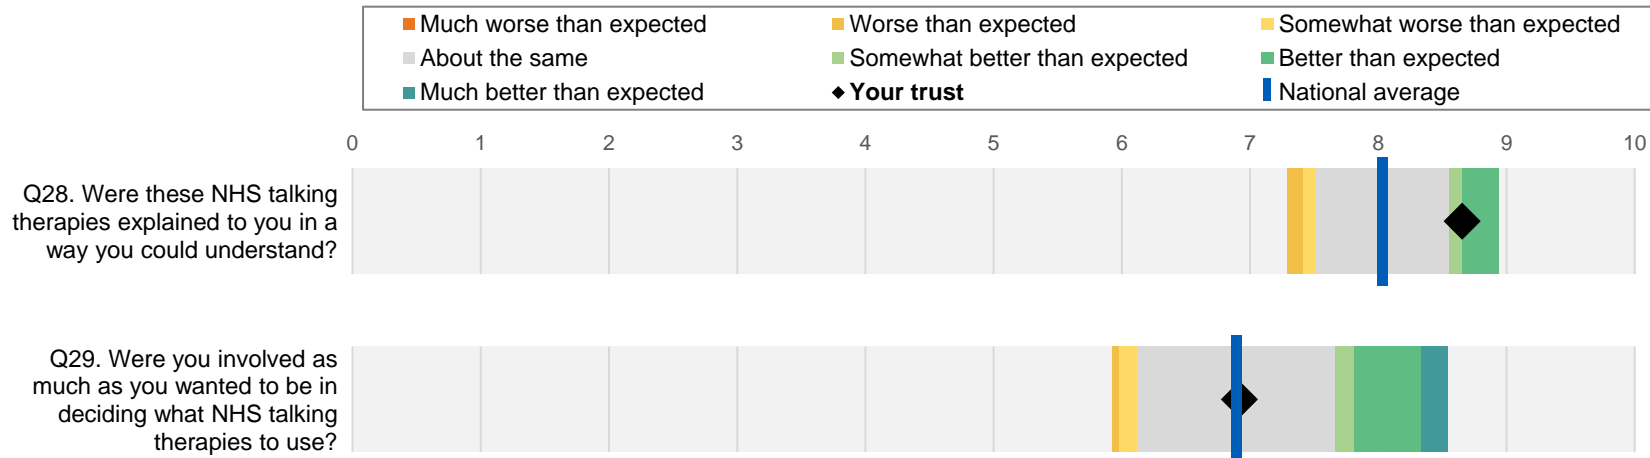 Much worse than expected Worse than expected Somewhat worse than expected
About the same Somewhat better than expected Better than expected
Much better than expected Your trust National average
0 1 2 3 4 5 6 7 8 9 10
Q28. Were these NHS talking
therapies explained to you in a
way you could understand?
Q29. Were you involved as
much as you wanted to be in
deciding what NHS talking
therapies to use?